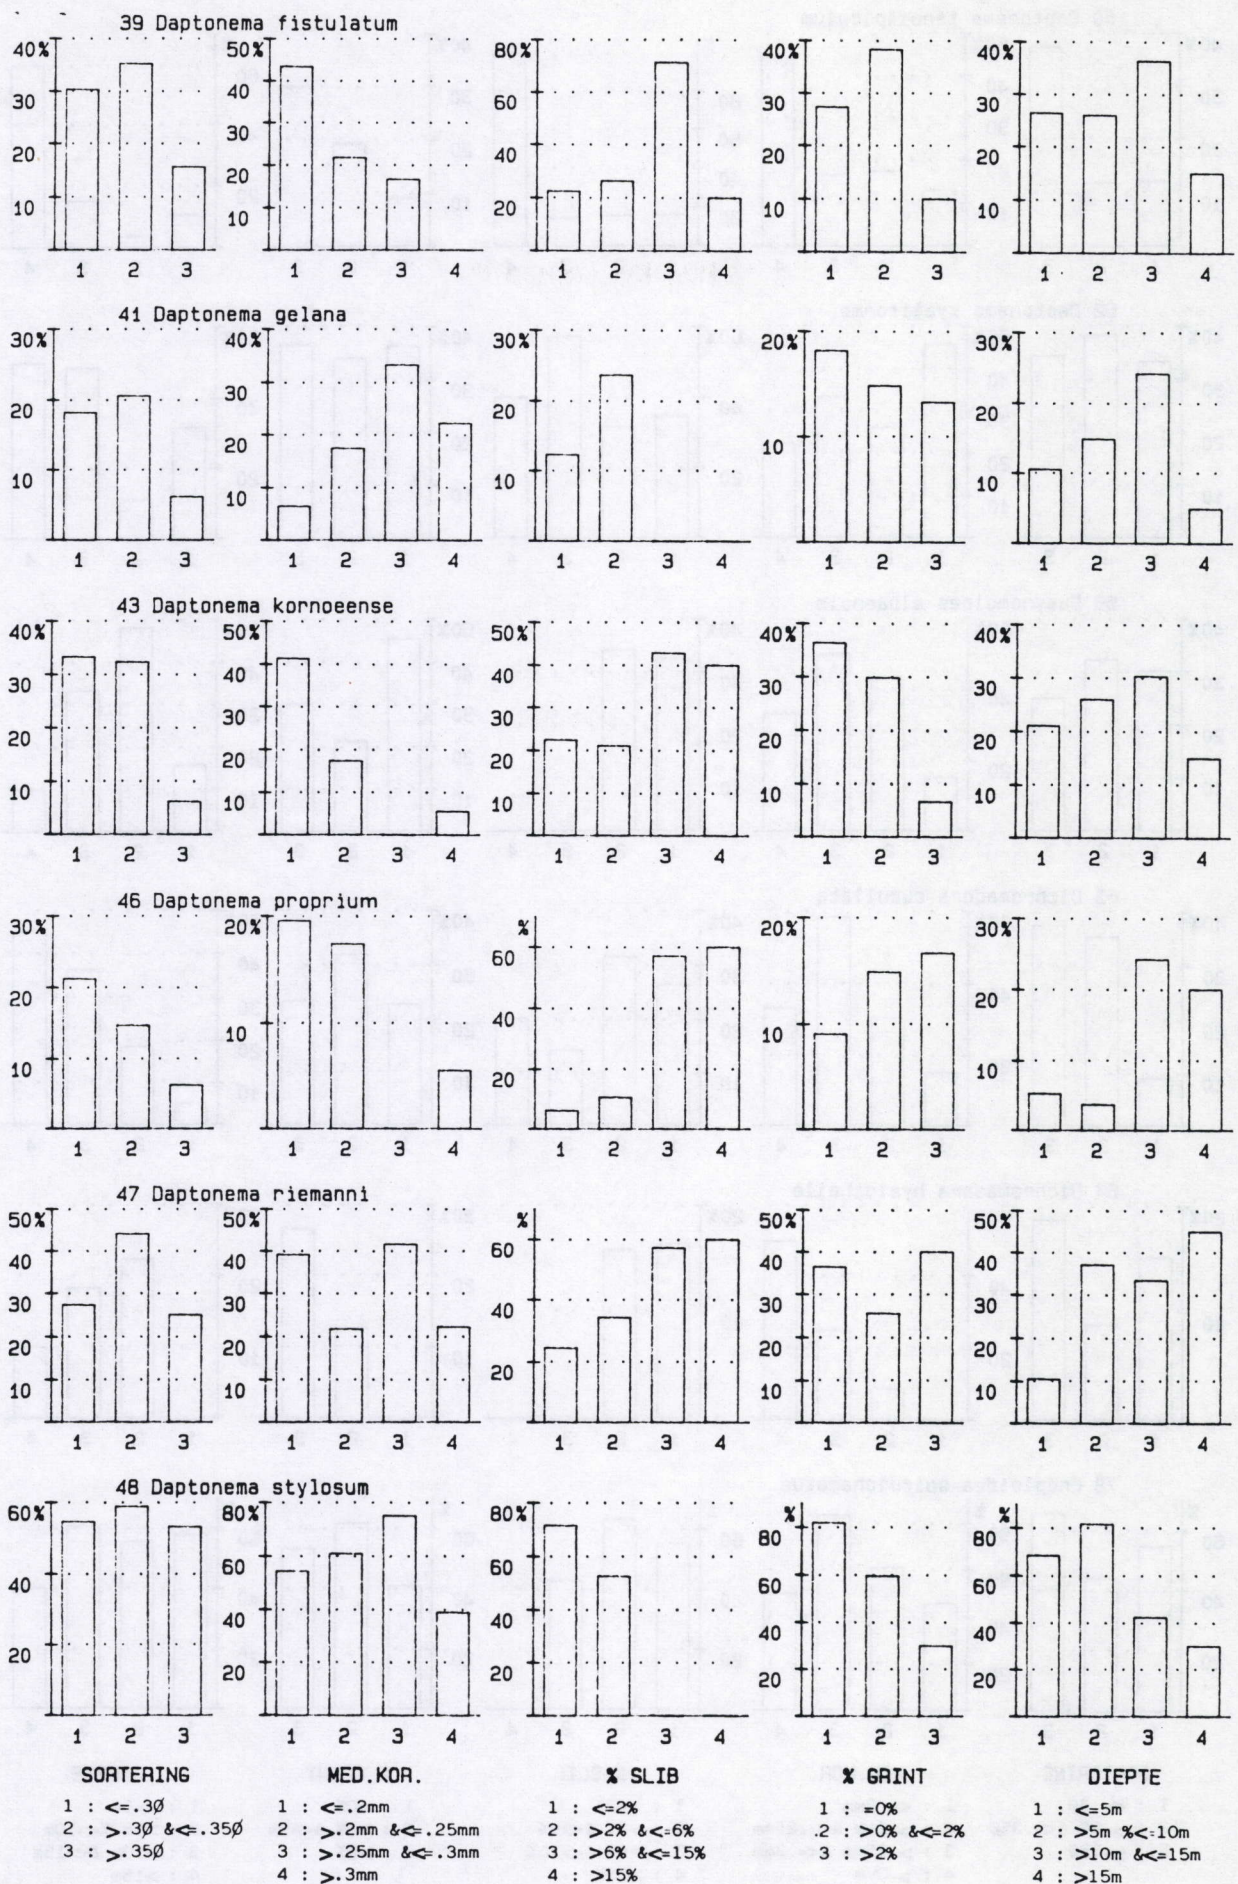 39 Daptonema fistulatum
40% 30 20 10 1 2 3
50% 40 30 20 10 1 2 3 4
80% 60 40 20 1 2 3 4
40% 30 20 10 1 2 3
40% 30 20 10 1 2 3 4
41 Daptonema gelana
30% 20 10 1 2 3
40% 30 20 10 1 2 3 4
30% 20 10 1 2 3 4
20% 10 1 2 3
30% 20 10 1 2 3 4
43 Daptonema kornoeense
40% 30 20 10 1 2 3
50% 40 30 20 10 1 2 3 4
50% 40 30 20 10 1 2 3 4
40% 30 20 10 1 2 3
40% 30 20 10 1 2 3 4
46 Daptonema proprium
30% 20 10 1 2 3
20% 10 1 2 3 4
% 60 40 20 1 2 3 4
20% 10 1 2 3
30% 20 10 1 2 3 4
47 Daptonema riemanni
50% 40 30 20 10 1 2 3
50% 40 30 20 10 1 2 3 4
% 60 40 20 1 2 3 4
50% 40 30 20 10 1 2 3
50% 40 30 20 10 1 2 3 4
48 Daptonema stylosum
60% 40 20 1 2 3
80% 60 40 20 1 2 3 4
80% 60 40 20 1 2 3 4
% 80 60 40 20 1 2 3
% 80 60 40 20 1 2 3 4
SORTERING
1 : <=.30
2 : >.30 &<=.350
3 : >.350
MED.KOR.
1 : <=.2mm
2 : >.2mm &<=.25mm
3 : >.25mm &<=.3mm
4 : >.3mm
% SLIB
1 : <=2%
2 : >2% &<=6%
3 : >6% &<=15%
4 : >15%
% GRINT
1 : =0%
2 : >0% &<=2%
3 : >2%
DIEPTE
1 : <=5m
2 : >5m %<=10m
3 : >10m &<=15m
4 : >15m